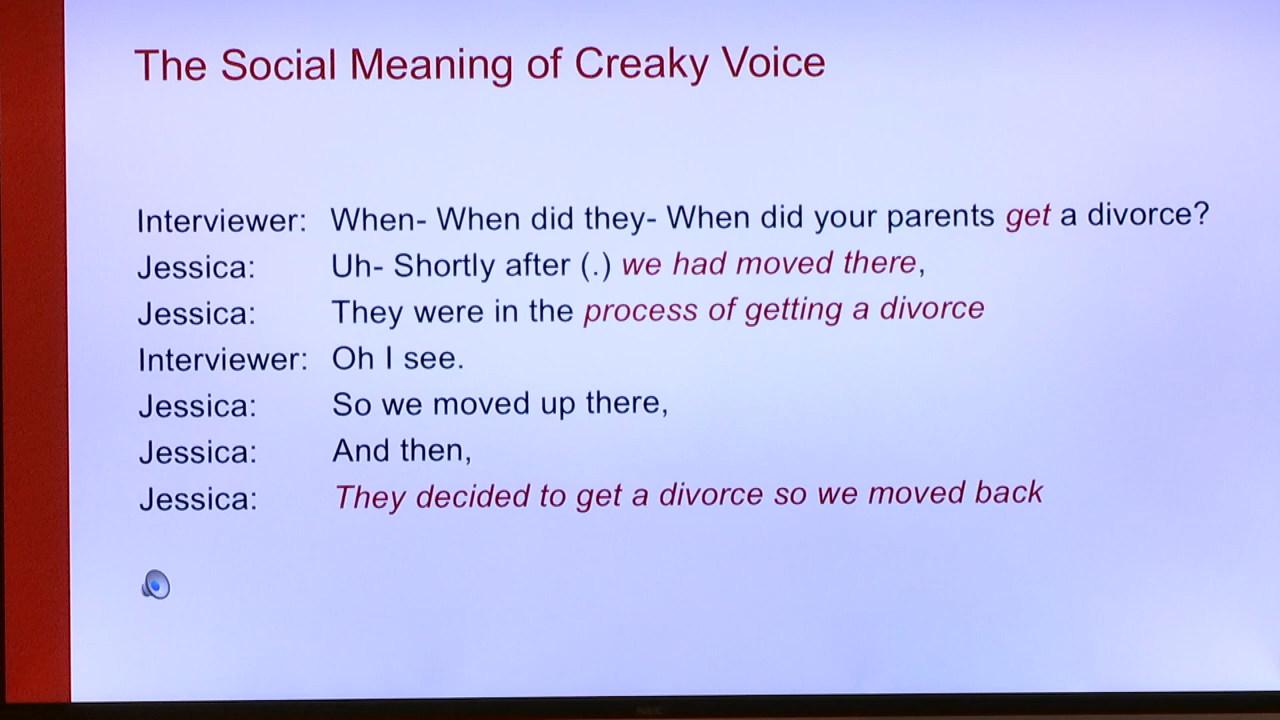 The Social Meaning of Creaky Voice
Interviewer: When- When did they- When did your parents get a divorce?
Jessica: Uh- Shortly after (.) we had moved there,
Jessica: They were in the process of getting a divorce
Interviewer: Oh I see.
Jessica: So we moved up there,
Jessica: And then,
Jessica: They decided to get a divorce so we moved back
NEC